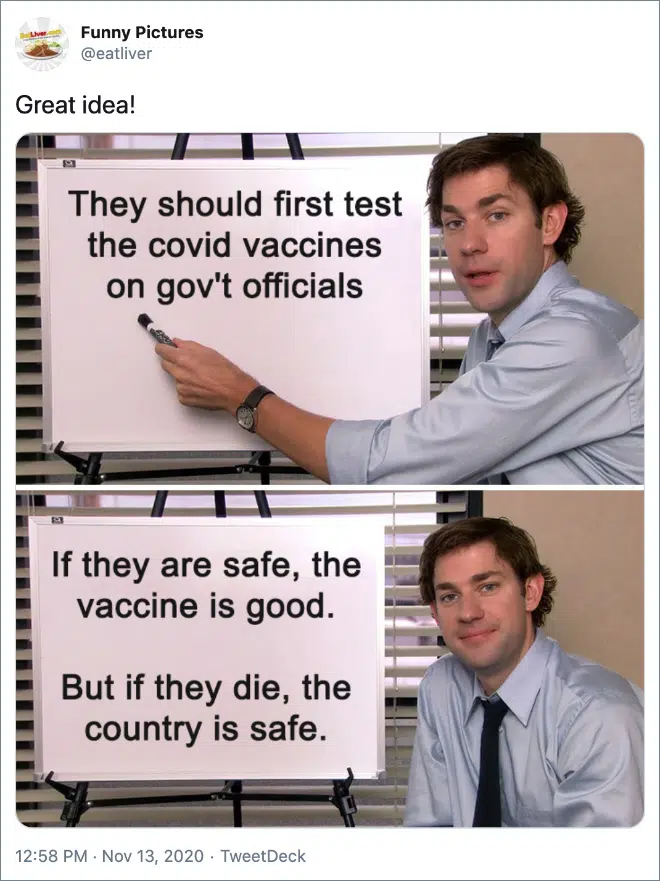 Funny Pictures
@eatliver
Great idea!
They should first test
the covid vaccines
on gov't officials
If they are safe, the
vaccine is good.
But if they die, the
country is safe.
12:58 PM · Nov 13, 2020 · TweetDeck